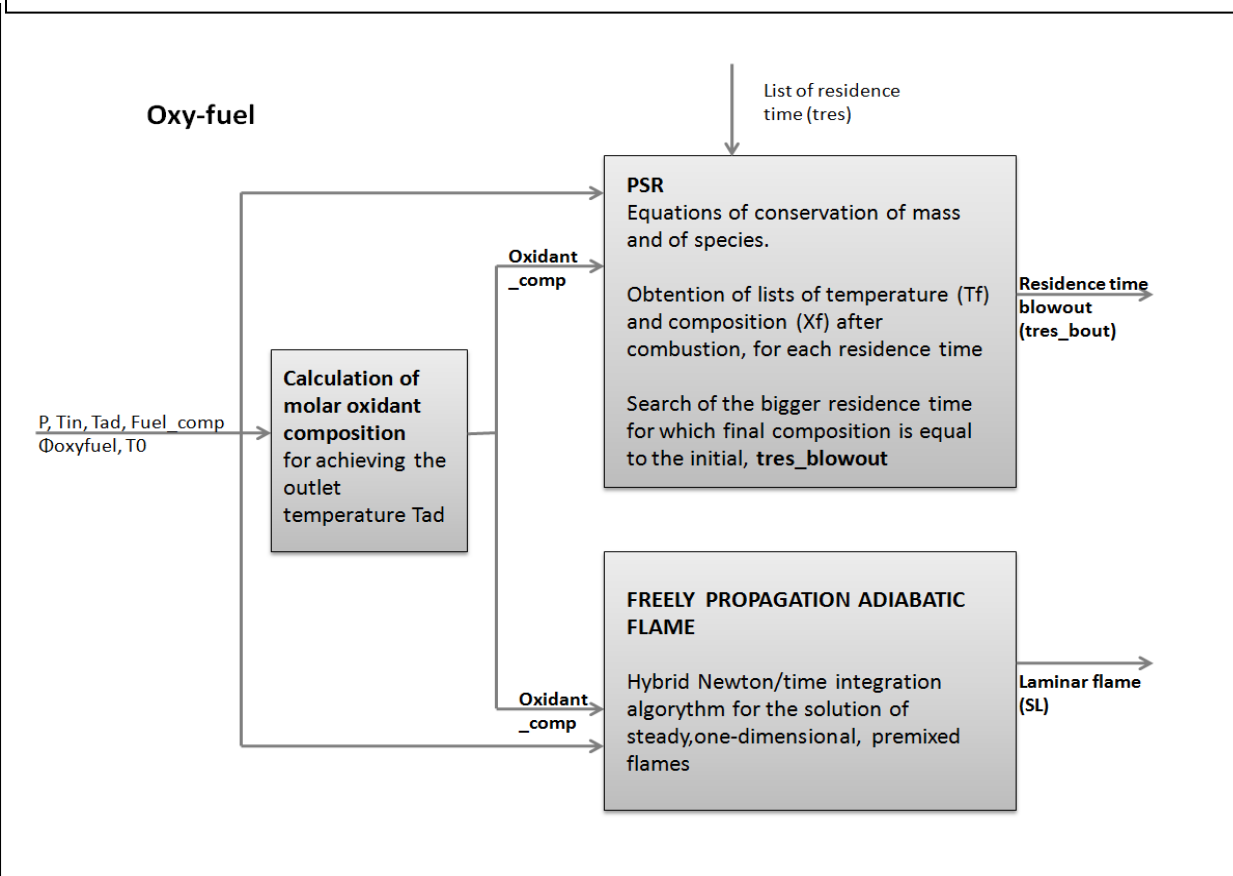 Oxy-fuel
List of residence
time (tres)
PSR
Equations of conservation of mass
and of species.
Obtention of lists of temperature (Tf)
and composition (Xf) after
combustion, for each residence time
Search of the bigger residence time
for which final composition is equal
to the initial, tres_blowout
Oxidant
_comp
Residence time
blowout
(tres_bout)
Calculation of
molar oxidant
composition
for achieving the
outlet
temperature Tad
P, Tin, Tad, Fuel_comp
Φoxyfuel, T0
FREELY PROPAGATION ADIABATIC
FLAME
Hybrid Newton/time integration
algorythm for the solution of
steady,one-dimensional, premixed
flames
Oxidant
_comp
Laminar flame
(SL)